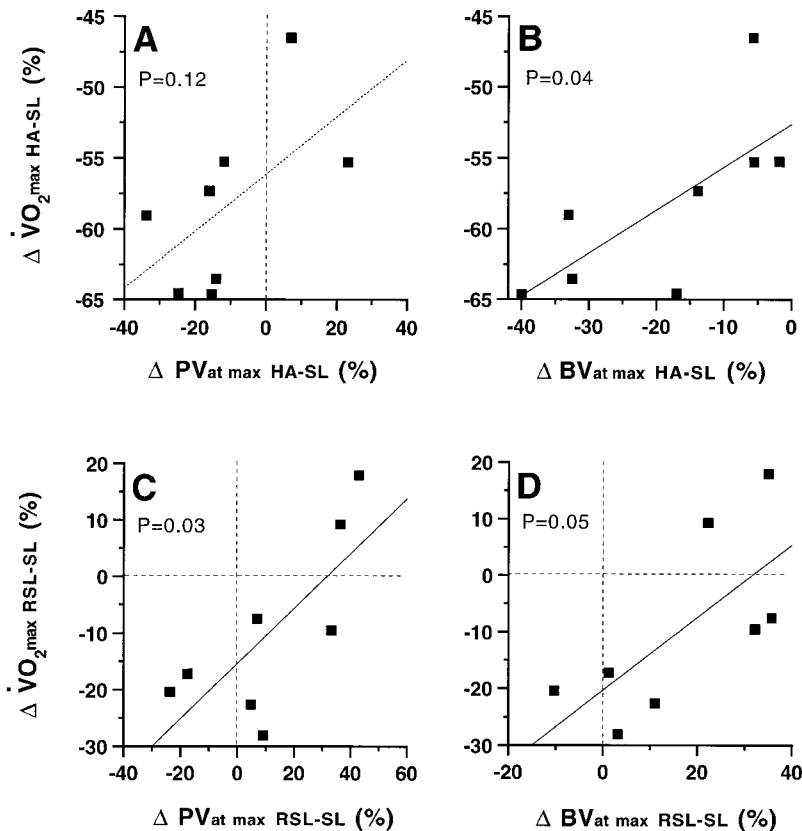 A
P=0.12
-45
-50
-55
-60
-65
Δ V̇O2max HA-SL (%)
-40 -20 0 20 40
Δ PVat max HA-SL (%)
B
P=0.04
-45
-50
-55
-60
-65
-40 -30 -20 -10 0
Δ BVat max HA-SL (%)
C
P=0.03
20
10
0
-10
-20
-30
Δ V̇O2max RSL-SL (%)
-40 -20 0 20 40 60
Δ PVat max RSL-SL (%)
D
P=0.05
20
10
0
-10
-20
-30
-20 0 20 40
Δ BVat max RSL-SL (%)